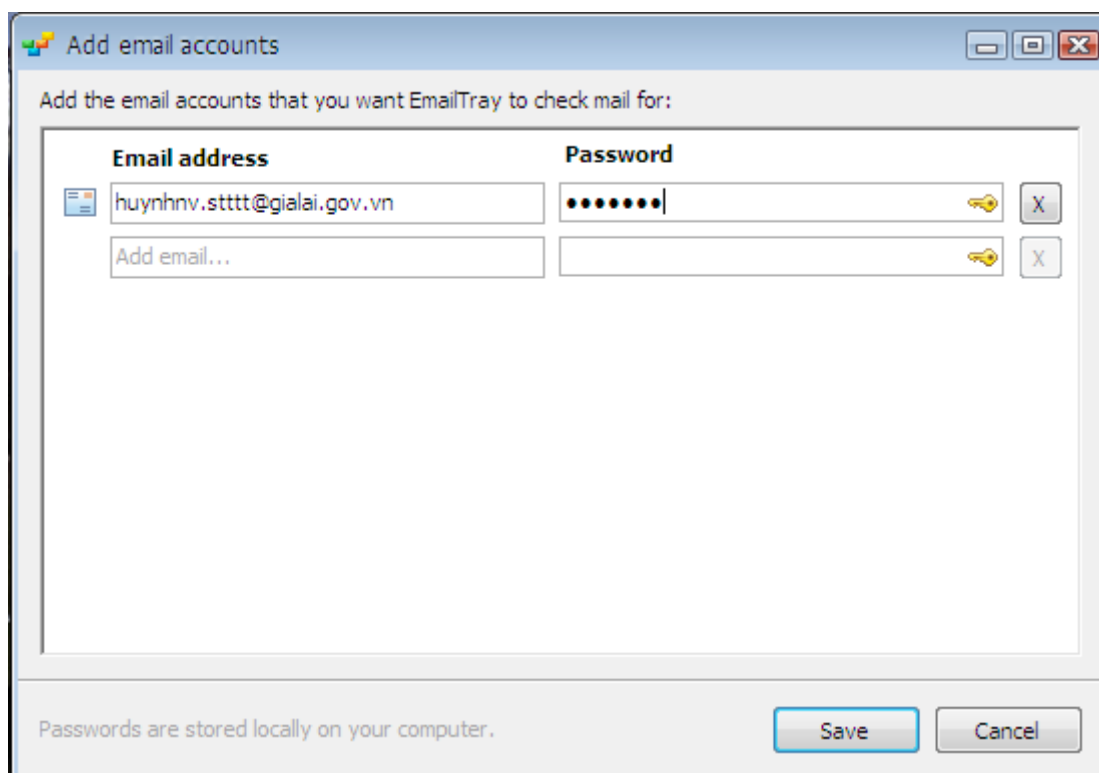 Add email accounts
Add the email accounts that you want EmailTray to check mail for:
Email address Password
huynhnv.stttt@gialai.gov.vn ••••••• X
Add email... X
Passwords are stored locally on your computer. Save Cancel